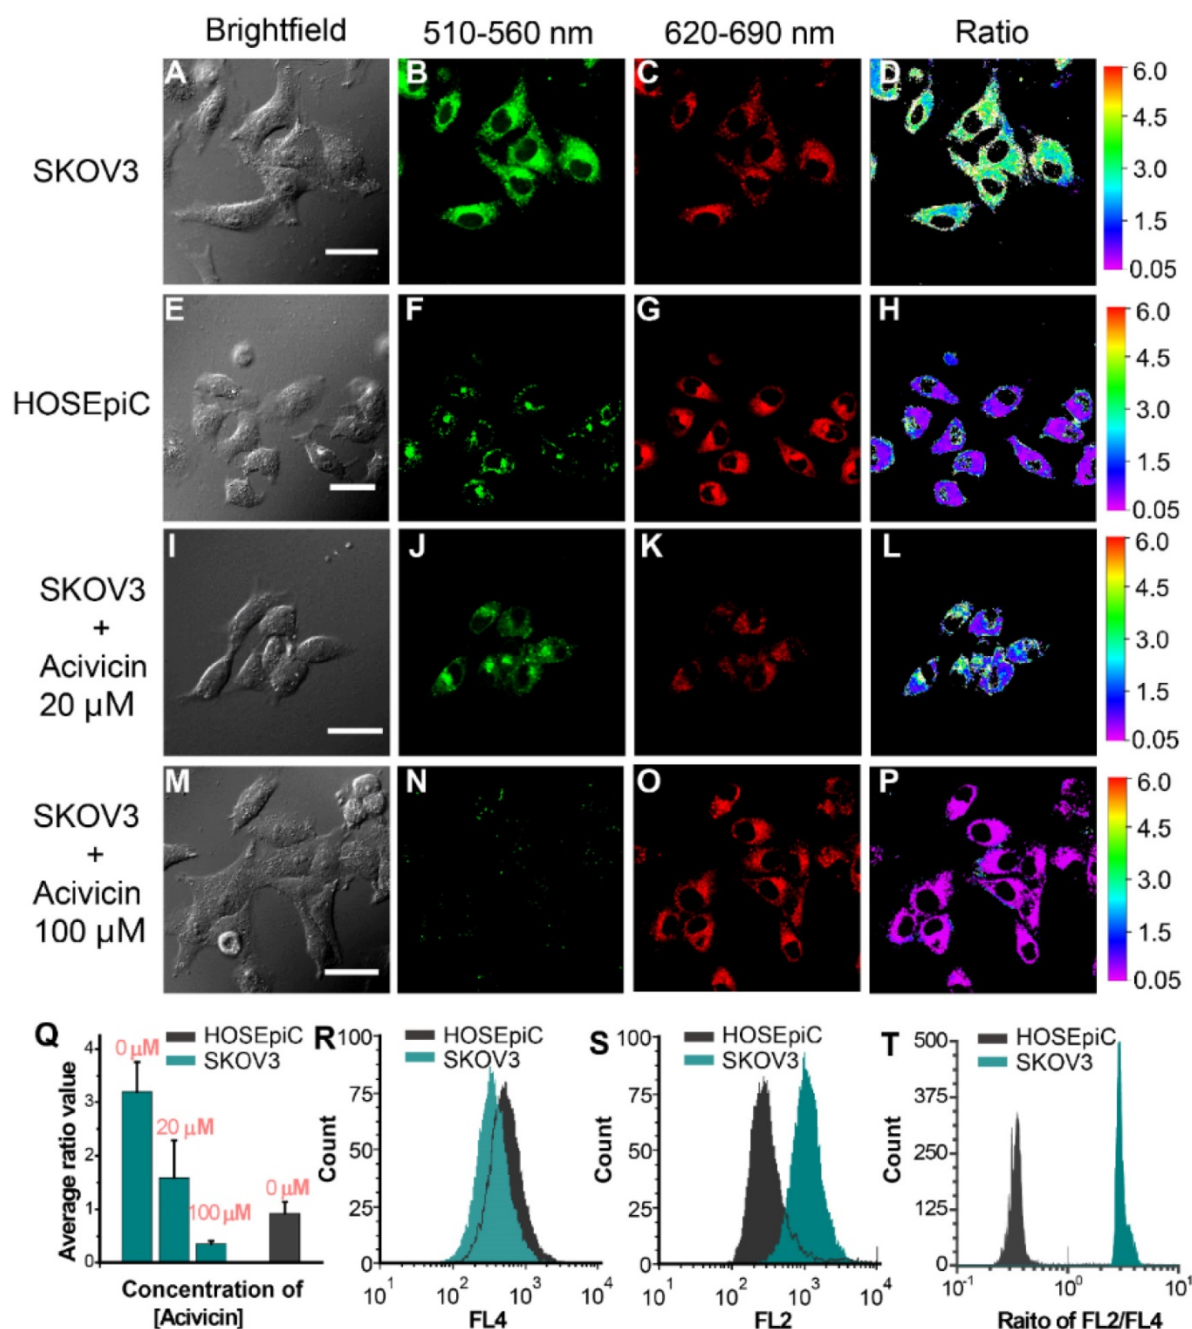 Brightfield 510-560 nm 620-690 nm Ratio
A B C D
SKOV3
6.0
4.5
3.0
1.5
0.05
E F G H
HOSEpiC
6.0
4.5
3.0
1.5
0.05
I J K L
SKOV3
+
Acivicin
20 μM
6.0
4.5
3.0
1.5
0.05
M N O P
SKOV3
+
Acivicin
100 μM
6.0
4.5
3.0
1.5
0.05
Q
HOSEpiC
SKOV3
0 μM
20 μM
100 μM
0 μM
4
3
2
1
0
Average ratio value
Concentration of
[Acivicin]
R
HOSEpiC
SKOV3
100
75
50
25
0
Count
10¹ 10² 10³ 10⁴
FL4
S
HOSEpiC
SKOV3
100
75
50
25
0
Count
10¹ 10² 10³ 10⁴
FL2
T
HOSEpiC
SKOV3
500
375
250
125
0
Count
10⁻¹ 10⁰ 10¹
Raito of FL2/FL4